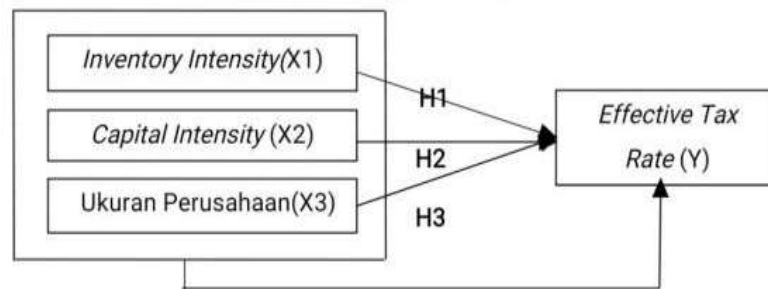 Inventory Intensity(X1)
Capital Intensity (X2)
Ukuran Perusahaan(X3)
H1
H2
H3
Effective Tax
Rate (Y)